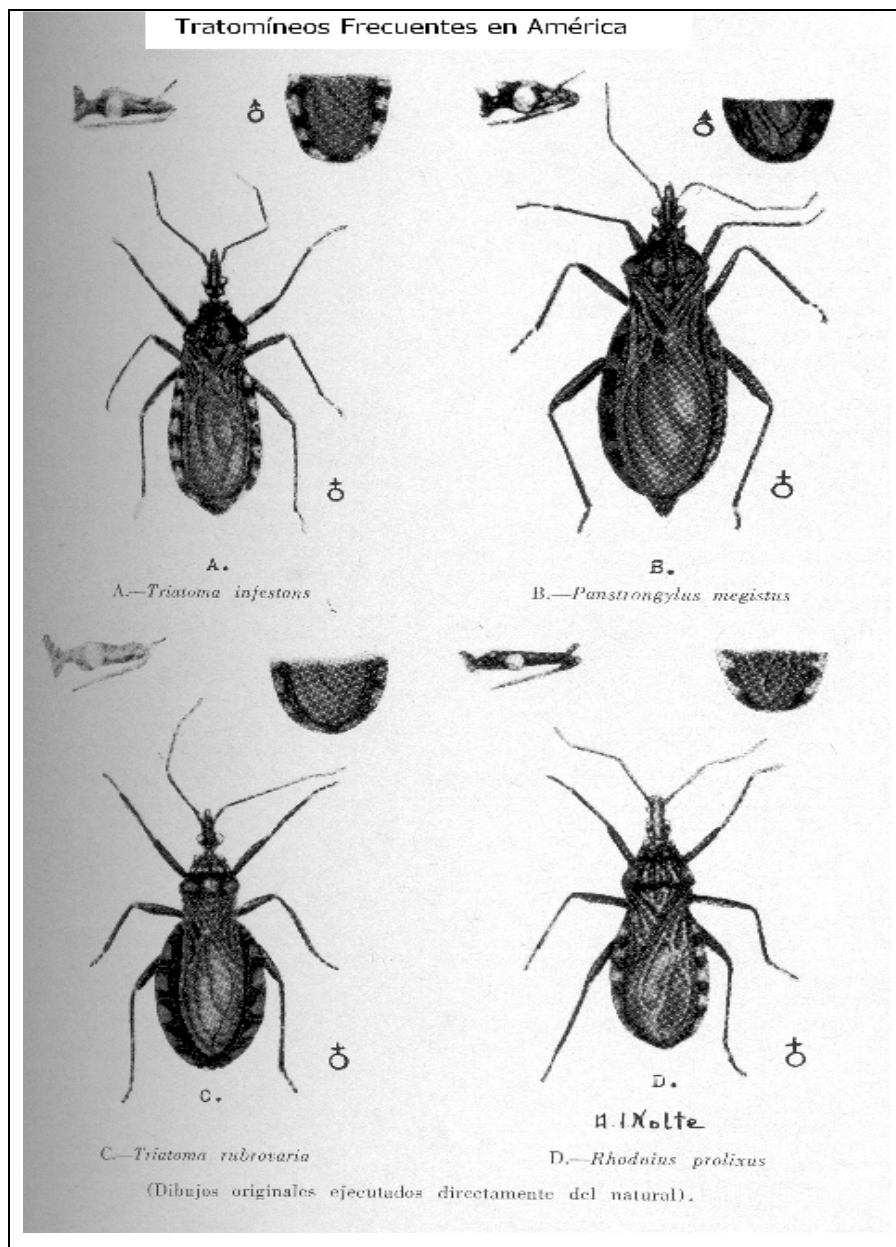 Tratomíneos Frecuentes en América
A.
B.
A.—Triatoma infestans
B.—Panstrongylus megistus
C.
D.
Nolte
C.—Triatoma rubrovaria
D.—Rhodnius prolixus
(Dibujos originales ejecutados directamente del natural).